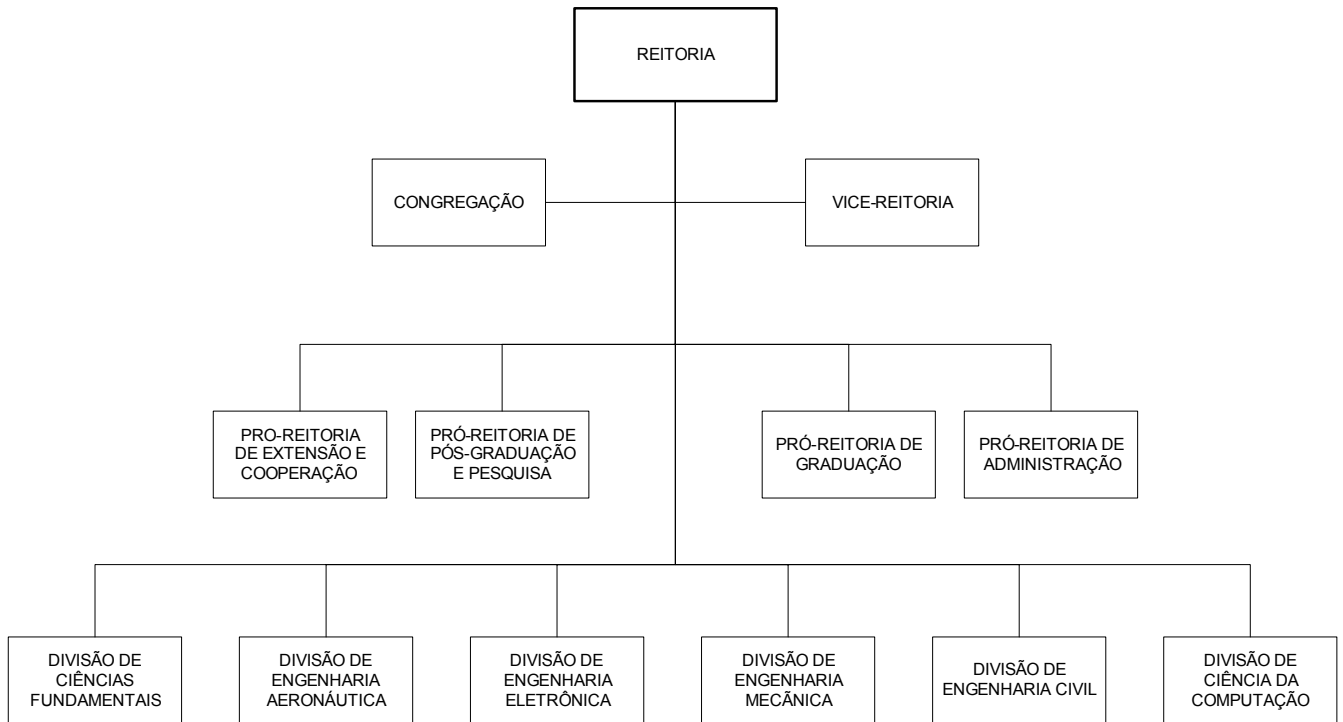 REITORIA
CONGREGAÇÃO
VICE-REITORIA
PRO-REITORIA
DE EXTENSÃO E
COOPERAÇÃO
PRÓ-REITORIA DE
PÓS-GRADUAÇÃO
E PESQUISA
PRÓ-REITORIA DE
GRADUAÇÃO
PRÓ-REITORIA DE
ADMINISTRAÇÃO
DIVISÃO DE
CIÊNCIAS
FUNDAMENTAIS
DIVISÃO DE
ENGENHARIA
AERONÁUTICA
DIVISÃO DE
ENGENHARIA
ELETRÔNICA
DIVISÃO DE
ENGENHARIA
MECÃNICA
DIVISÃO DE
ENGENHARIA CIVIL
DIVISÃO DE
CIÊNCIA DA
COMPUTAÇÃO